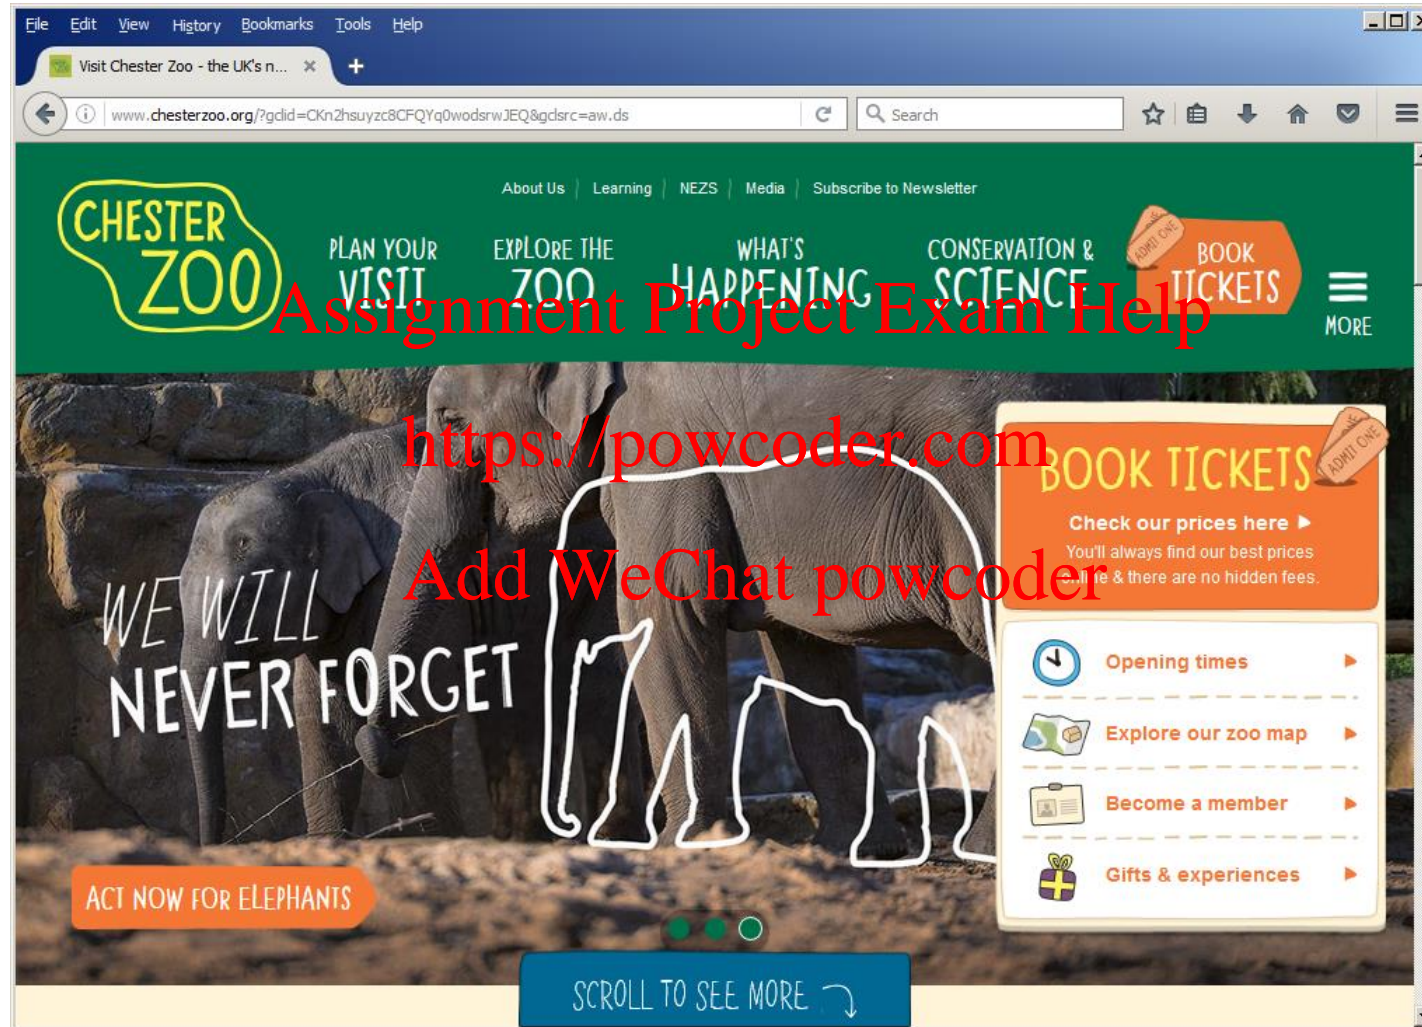 File Edit View History Bookmarks Tools Help
Visit Chester Zoo - the UK's n...
www.chesterzoo.org/?gclid=CKn2hsuyzc8CFQYq0wodsrwJEQ&gclsrc=aw.ds
Search
About Us Learning NEZS Media Subscribe to Newsletter
CHESTER
ZOO
PLAN YOUR
VISIT
EXPLORE THE
ZOO
WHAT'S
HAPPENING
CONSERVATION &
SCIENCE
ADMIT ONE
BOOK
TICKETS
MORE
Assignment Project Exam Help
https://powcoder.com
Add WeChat powcoder
WE WILL
NEVER FORGET
ACT NOW FOR ELEPHANTS
BOOK TICKETS
ADMIT ONE
Check our prices here
You'll always find our best prices
online & there are no hidden fees.
Opening times
Explore our zoo map
Become a member
Gifts & experiences
SCROLL TO SEE MORE